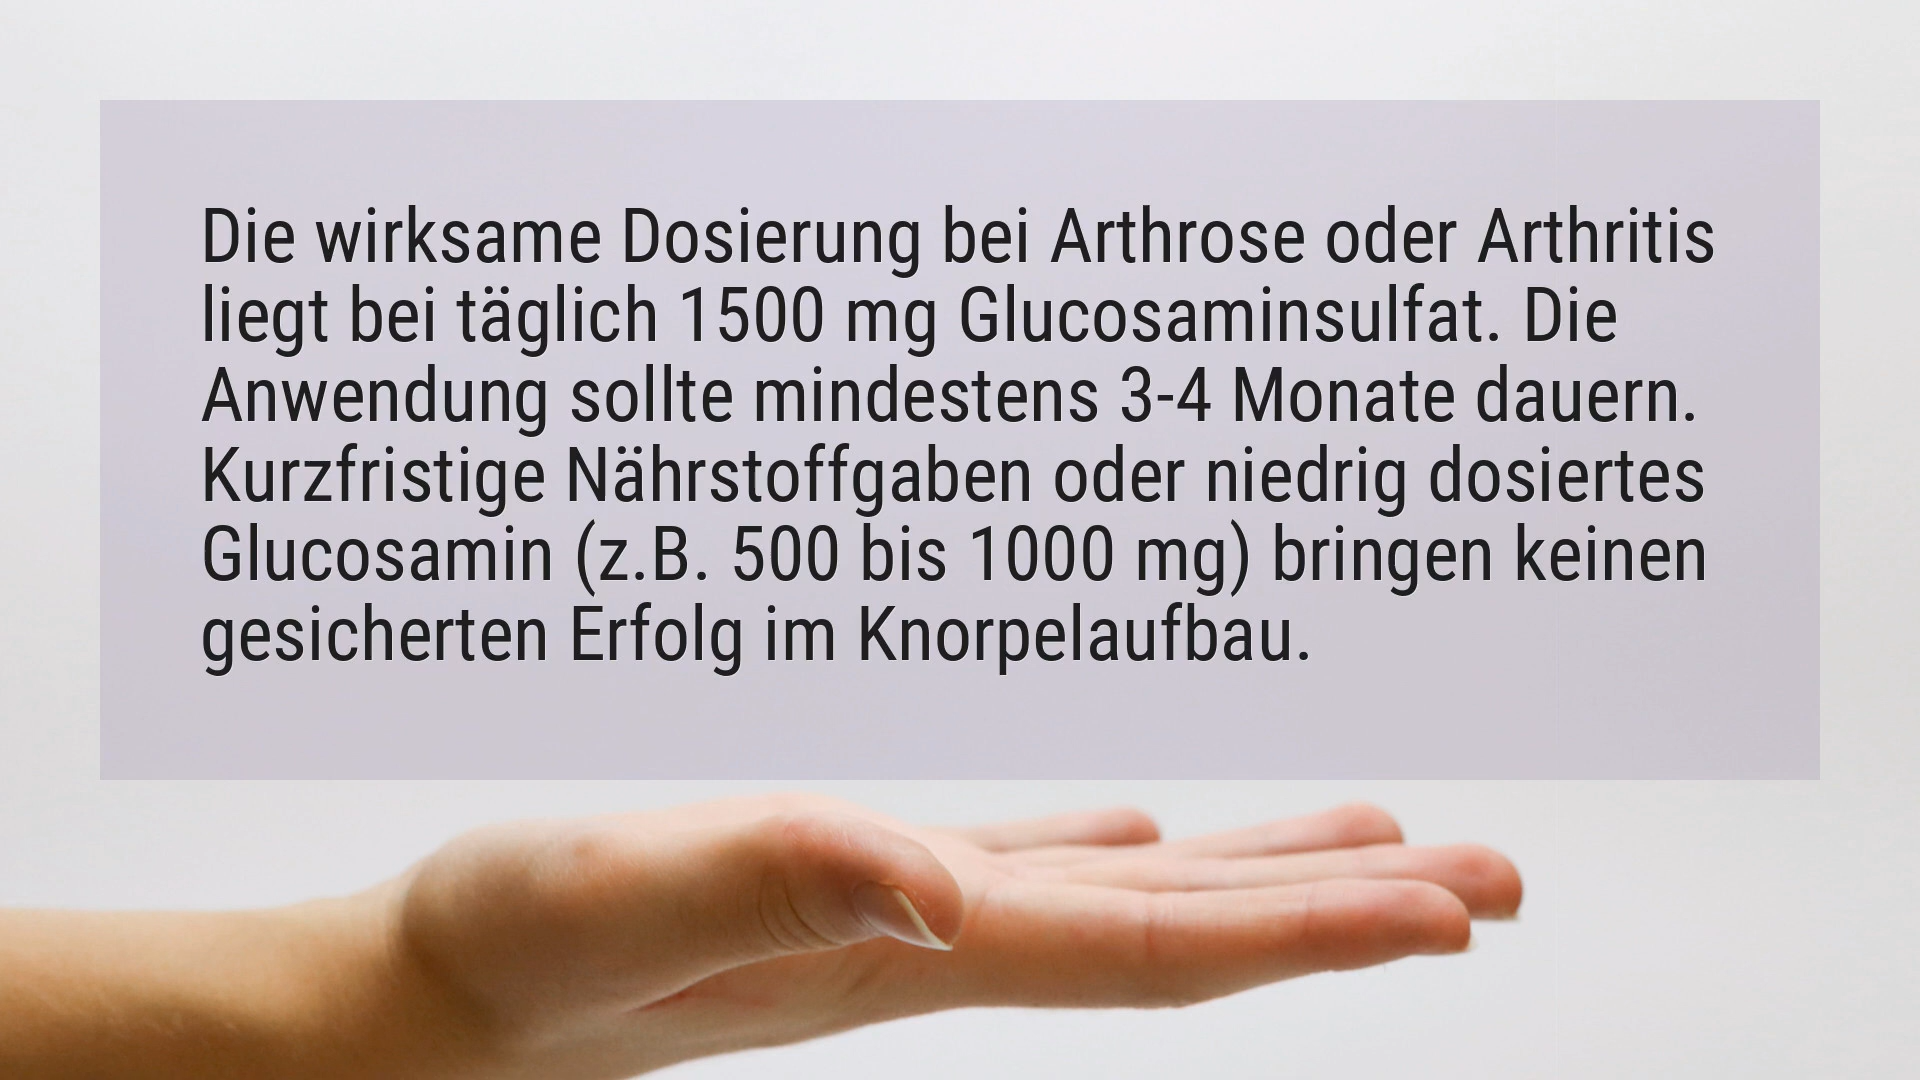 Die wirksame Dosierung bei Arthrose oder Arthritis
liegt bei täglich 1500 mg Glucosaminsulfat. Die
Anwendung sollte mindestens 3-4 Monate dauern.
Kurzfristige Nährstoffgaben oder niedrig dosiertes
Glucosamin (z.B. 500 bis 1000 mg) bringen keinen
gesicherten Erfolg im Knorpelaufbau.